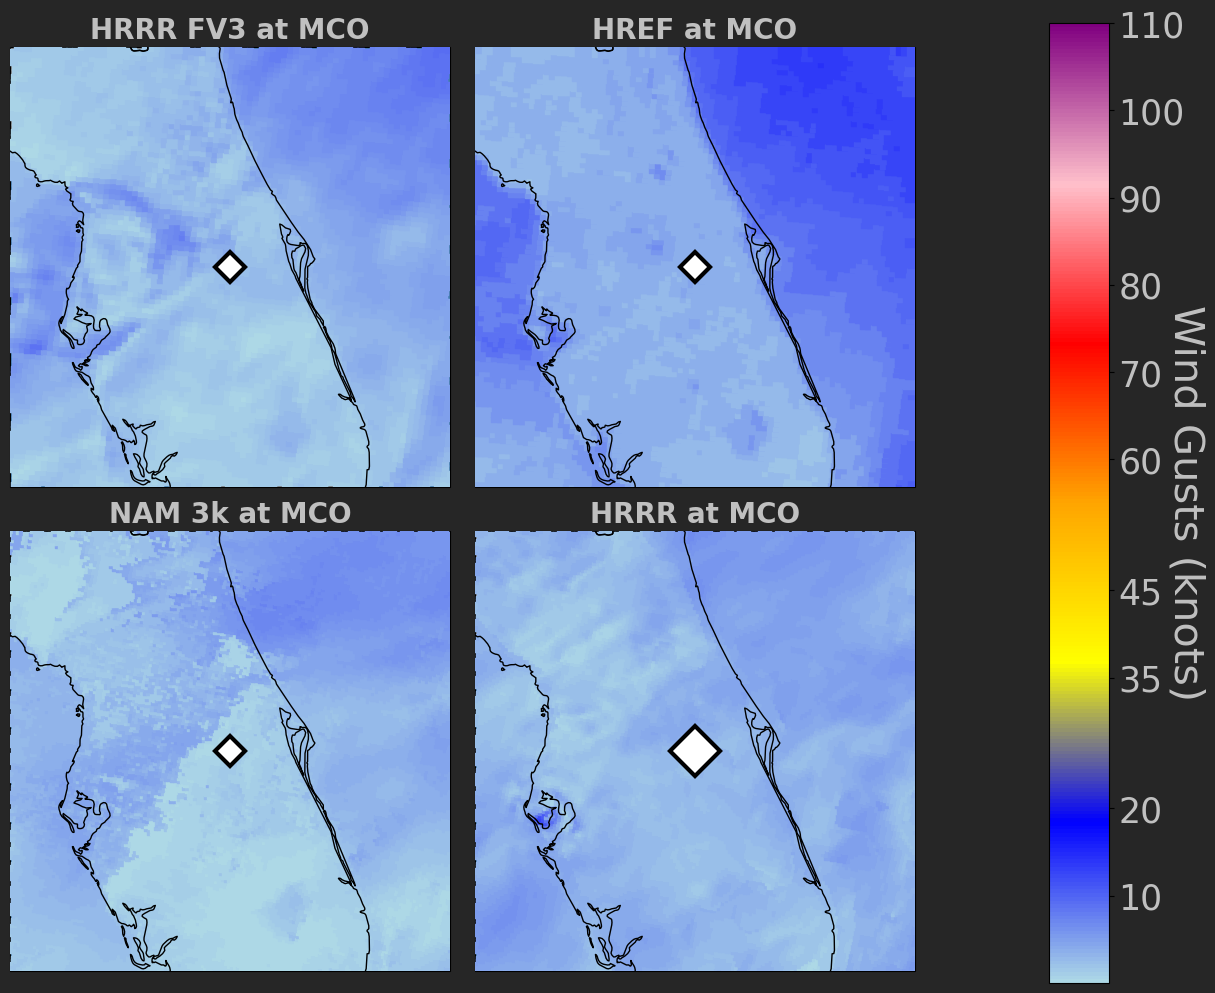 HRRR FV3 at MCO
HREF at MCO
NAM 3k at MCO
HRRR at MCO
110
100
90
80
70
60
45
35
20
10
Wind Gusts (knots)